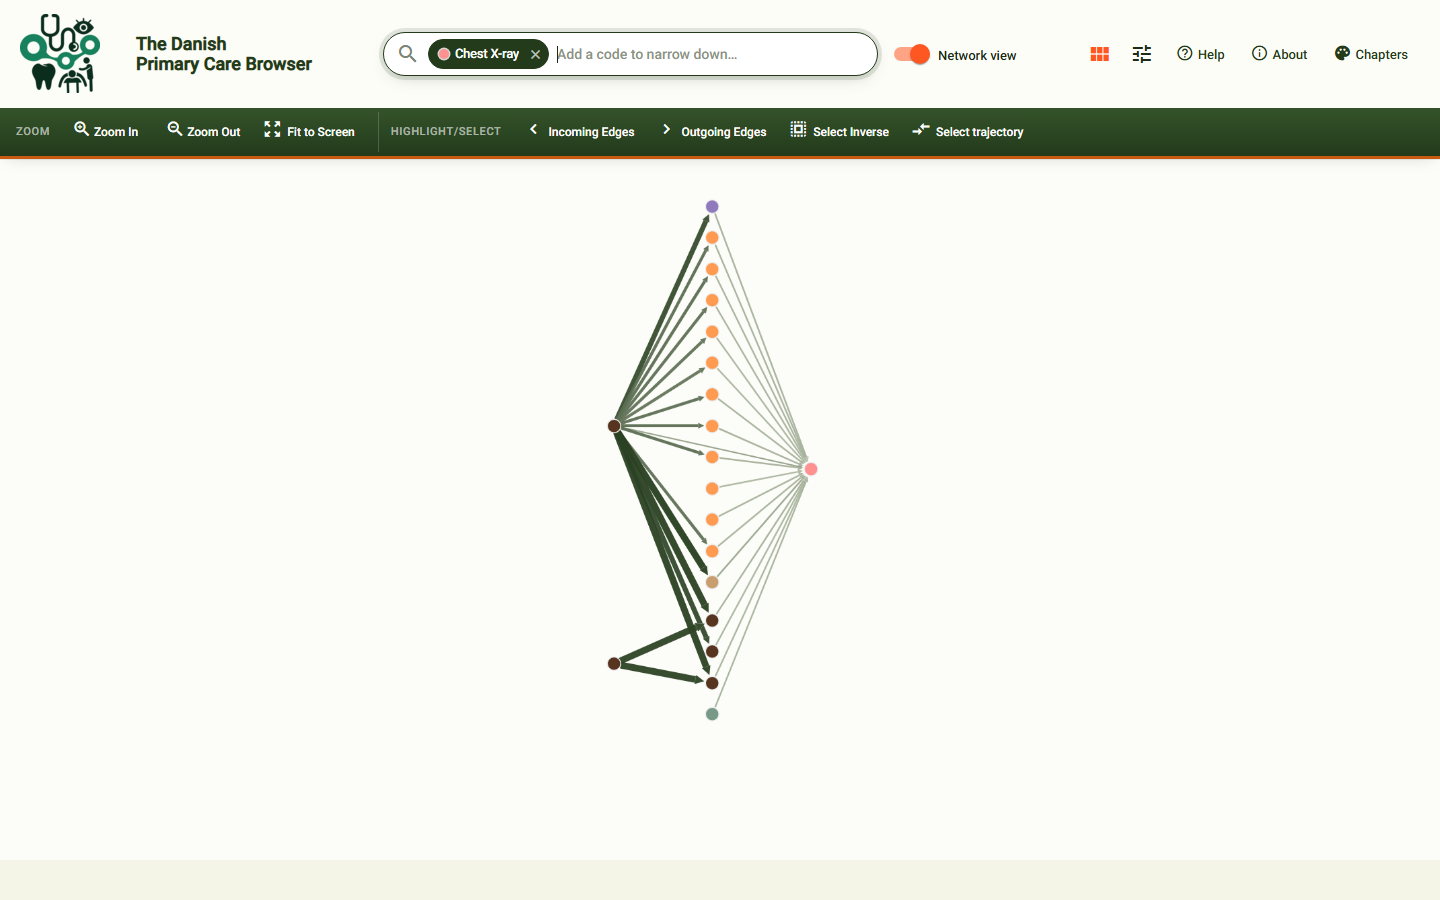 The Danish
Primary Care Browser
Chest X-ray
Add a code to narrow down...
Network view
Help
About
Chapters
ZOOM
Zoom In
Zoom Out
Fit to Screen
HIGHLIGHT/SELECT
Incoming Edges
Outgoing Edges
Select Inverse
Select trajectory